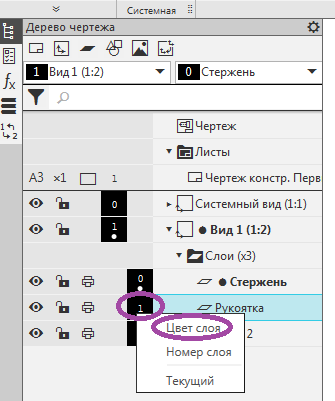 Системная
Дерево чертежа
1 Вид 1 (1:2) 0 Стержень
Чертеж
Листы
А3 ×1 1 Чертеж констр. Перв
0 Системный вид (1:1)
1 ● Вид 1 (1:2)
Слои (x3)
0 ● Стержень
1 Рукоятка
Цвет слоя 2
Номер слоя
Текущий